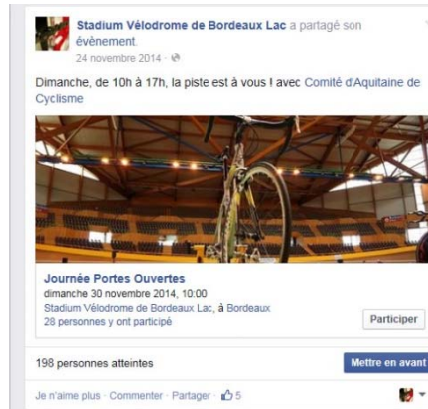 Stadium Vélodrome de Bordeaux Lac a partagé son
évènement.
24 novembre 2014 ·
Dimanche, de 10h à 17h, la piste est à vous ! avec Comité d'Aquitaine de
Cyclisme
Journée Portes Ouvertes
dimanche 30 novembre 2014, 10:00
Stadium Vélodrome de Bordeaux Lac, à Bordeaux
28 personnes y ont participé
Participer
198 personnes atteintes
Mettre en avant
Je n'aime plus · Commenter · Partager · 5